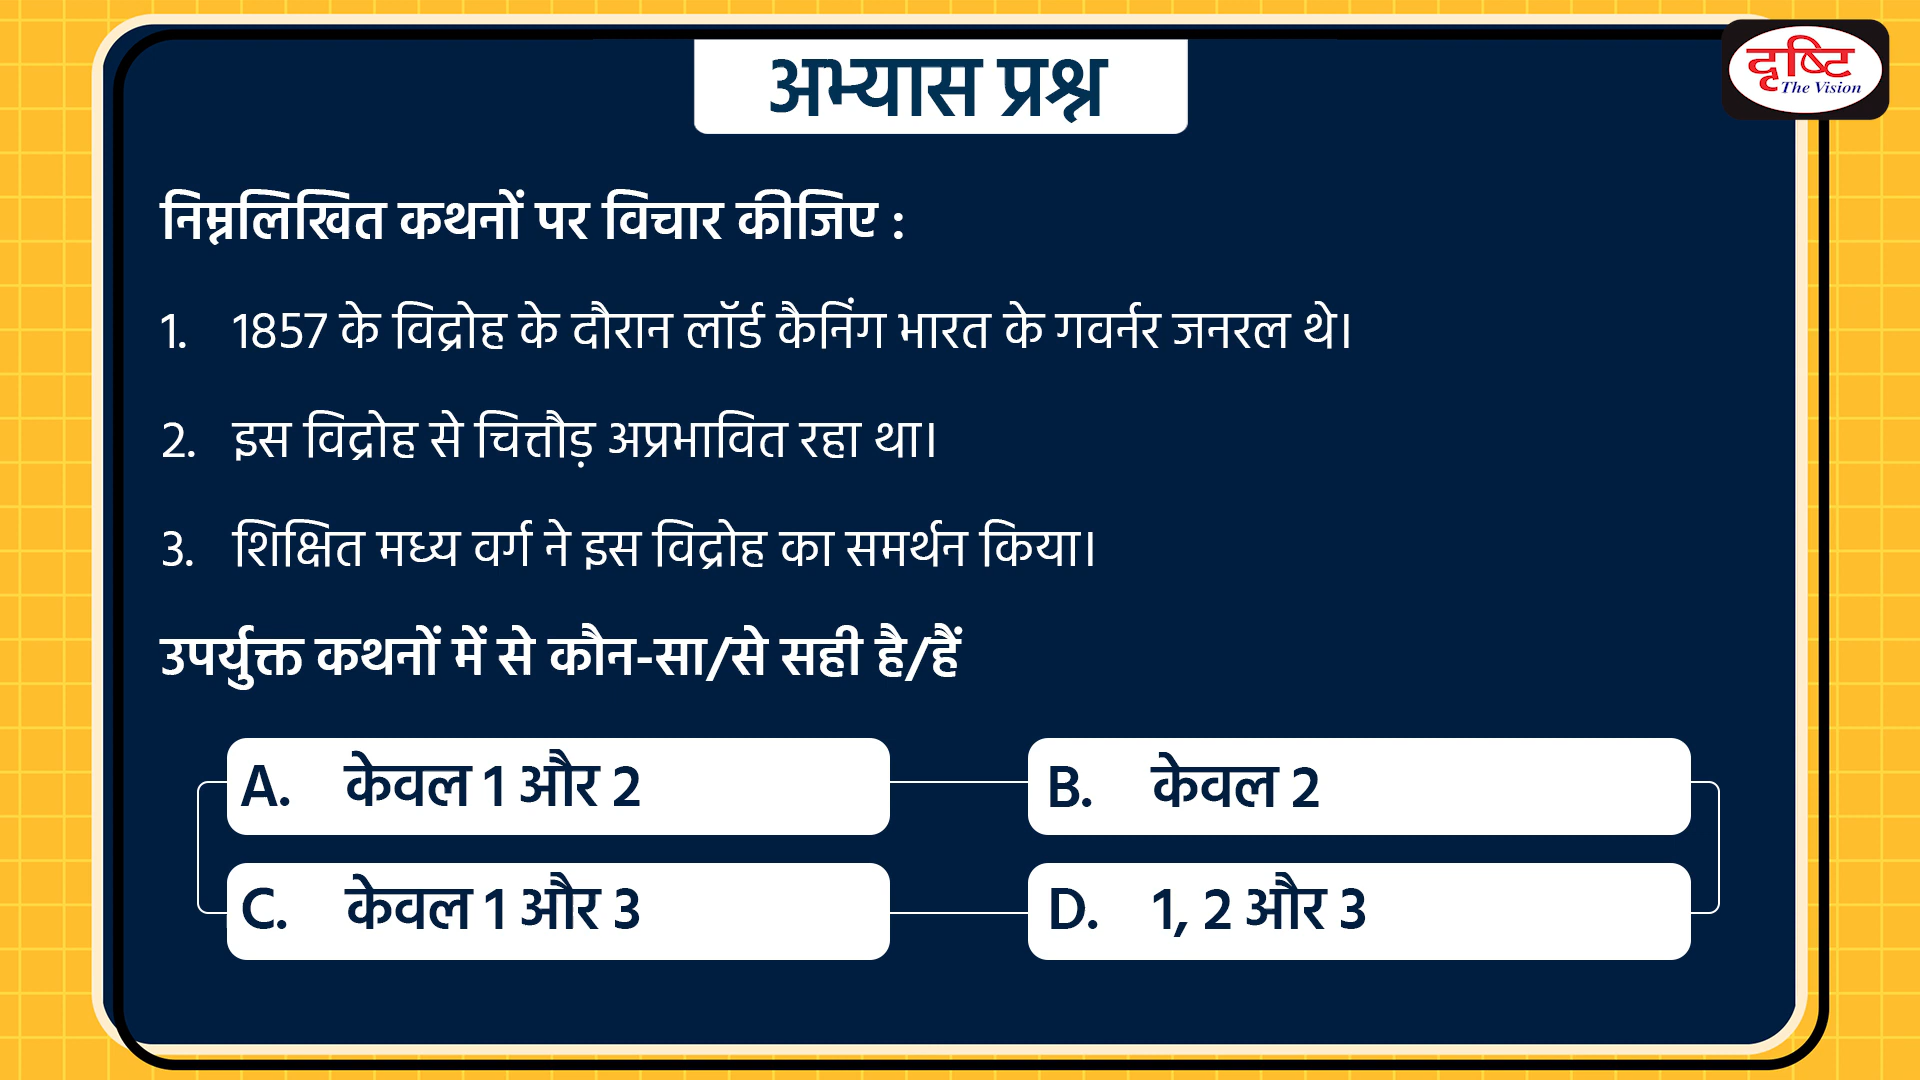 अभ्यास प्रश्न
दृष्टि
The Vision
निम्नलिखित कथनों पर विचार कीजिए :
1. 1857 के विद्रोह के दौरान लॉर्ड कैनिंग भारत के गवर्नर जनरल थे।
2. इस विद्रोह से चित्तौड़ अप्रभावित रहा था।
3. शिक्षित मध्य वर्ग ने इस विद्रोह का समर्थन किया।
उपर्युक्त कथनों में से कौन-सा/से सही है/हैं
A. केवल 1 और 2
B. केवल 2
C. केवल 1 और 3
D. 1, 2 और 3